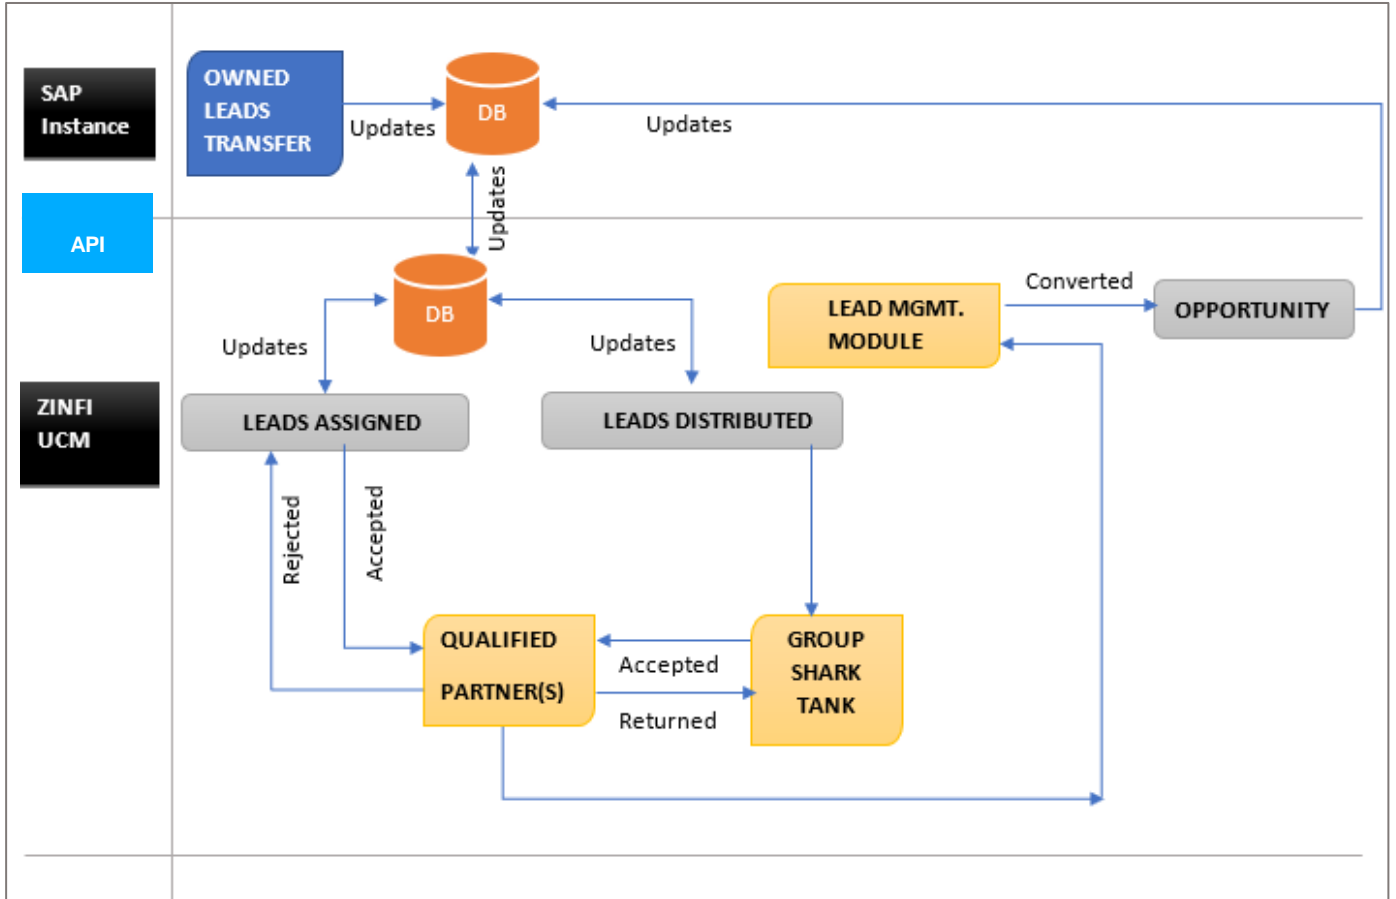 SAP
Instance
OWNED
LEADS
TRANSFER
Updates
DB
Updates
Updates
API
DB
Updates
Updates
LEAD MGMT.
MODULE
Converted
OPPORTUNITY
ZINFI
UCM
LEADS ASSIGNED
LEADS DISTRIBUTED
Rejected
Accepted
QUALIFIED
PARTNER(S)
Accepted
Returned
GROUP
SHARK
TANK